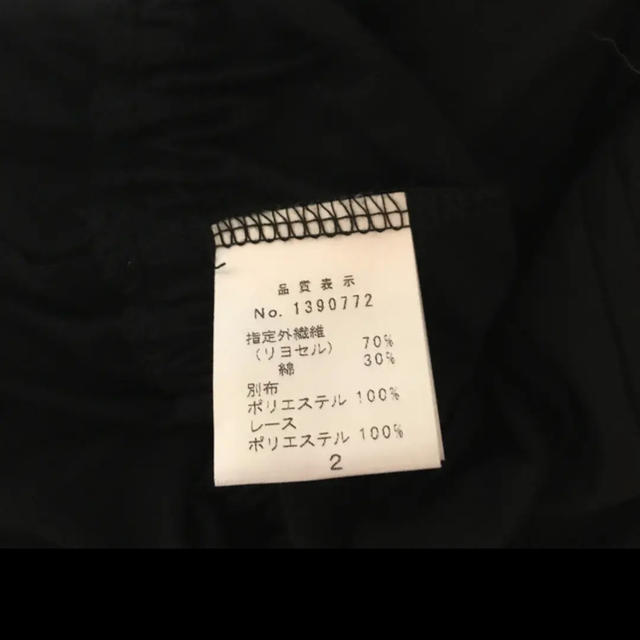 品質表示
No. 1390772
指定外繊維
(リヨセル) 70%
綿 30%
別布
ポリエステル 100%
レース
ポリエステル 100%
2